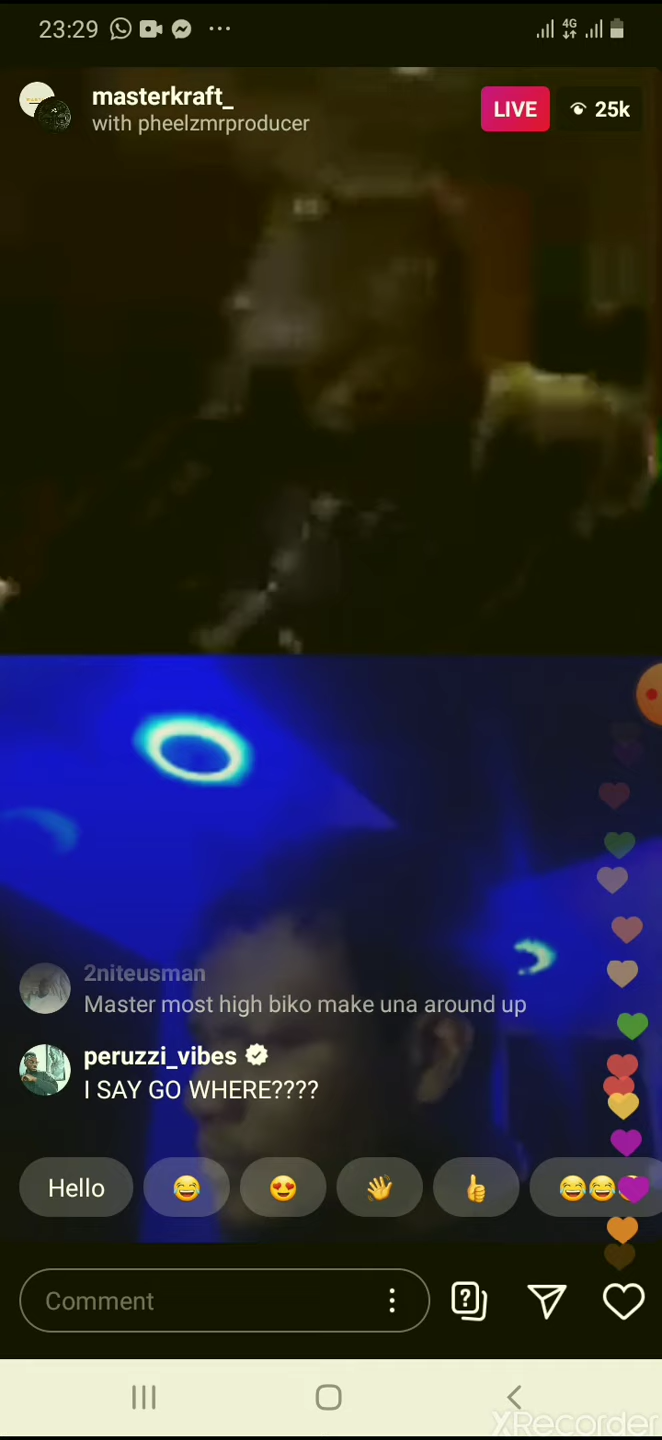 23:29
4G
masterkraft_
with pheelzmrproducer
LIVE
25k
2niteusman
Master most high biko make una around up
peruzzi_vibes
I SAY GO WHERE????
Hello
Comment
XRecorder